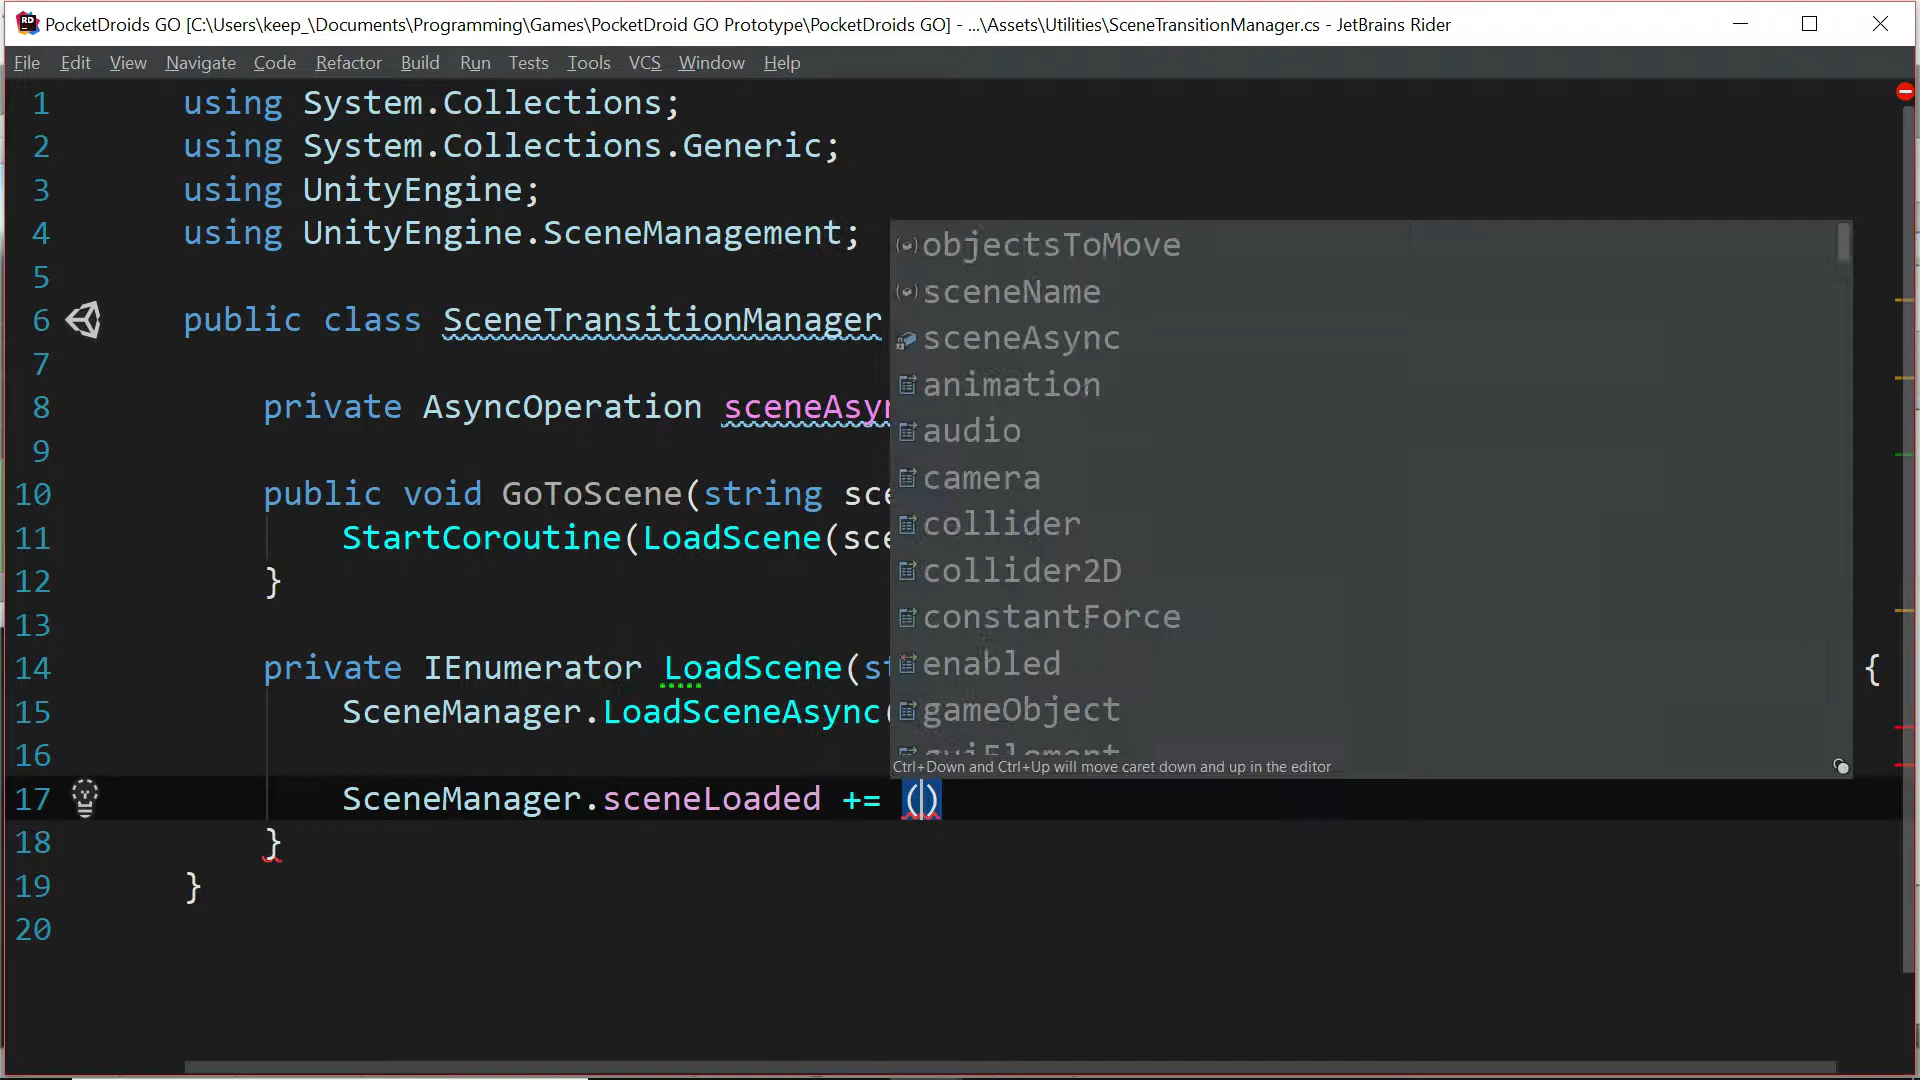 PocketDroids GO [C:\Users\keep_\Documents\Programming\Games\PocketDroid GO Prototype\PocketDroids GO] - ...\Assets\Utilities\SceneTransitionManager.cs - JetBrains Rider
File Edit View Navigate Code Refactor Build Run Tests Tools VCS Window Help
1 using System.Collections;
2 using System.Collections.Generic;
3 using UnityEngine;
4 using UnityEngine.SceneManagement;
5
6 public class SceneTransitionManager
7
8 private AsyncOperation sceneAsyn
9
10 public void GoToScene(string sce
11 StartCoroutine(LoadScene(sce
12 }
13
14 private IEnumerator LoadScene(st {
15 SceneManager.LoadSceneAsync(
16
17 SceneManager.sceneLoaded += ()
18 }
19 }
20
objectsToMove
sceneName
sceneAsync
animation
audio
camera
collider
collider2D
constantForce
enabled
gameObject
guiElement
Ctrl+Down and Ctrl+Up will move caret down and up in the editor